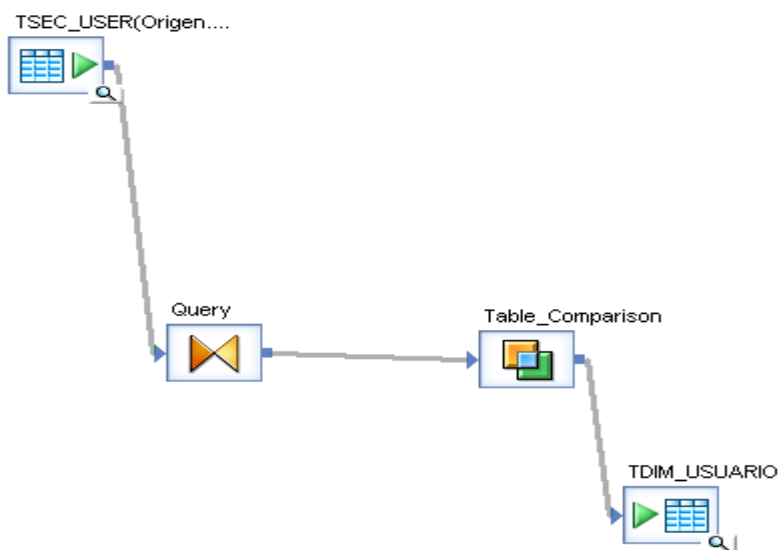 TSEC_USER(Origen....
Query
Table_Comparison
TDIM_USUARIO